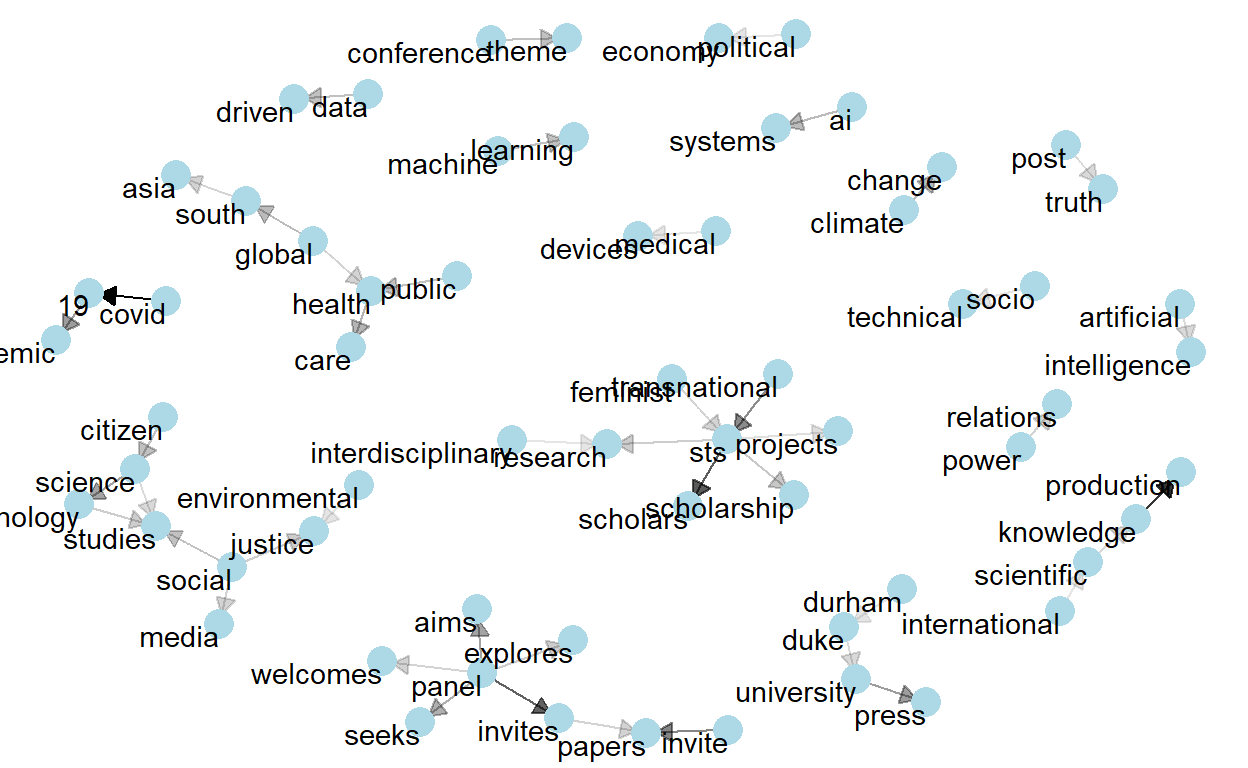 conference
theme
economy
political
driven
data
systems
ai
machine
learning
post
truth
change
climate
asia
south
global
devices
medical
health
public
care
19
covid
emic
technical
socio
artificial
intelligence
feminist
transnational
relations
power
citizen
science
nology
studies
interdisciplinary
research
sts
projects
environmental
justice
scholars
scholarship
production
knowledge
scientific
international
social
media
durham
duke
university
press
aims
explores
welcomes
panel
seeks
invites
papers
invite